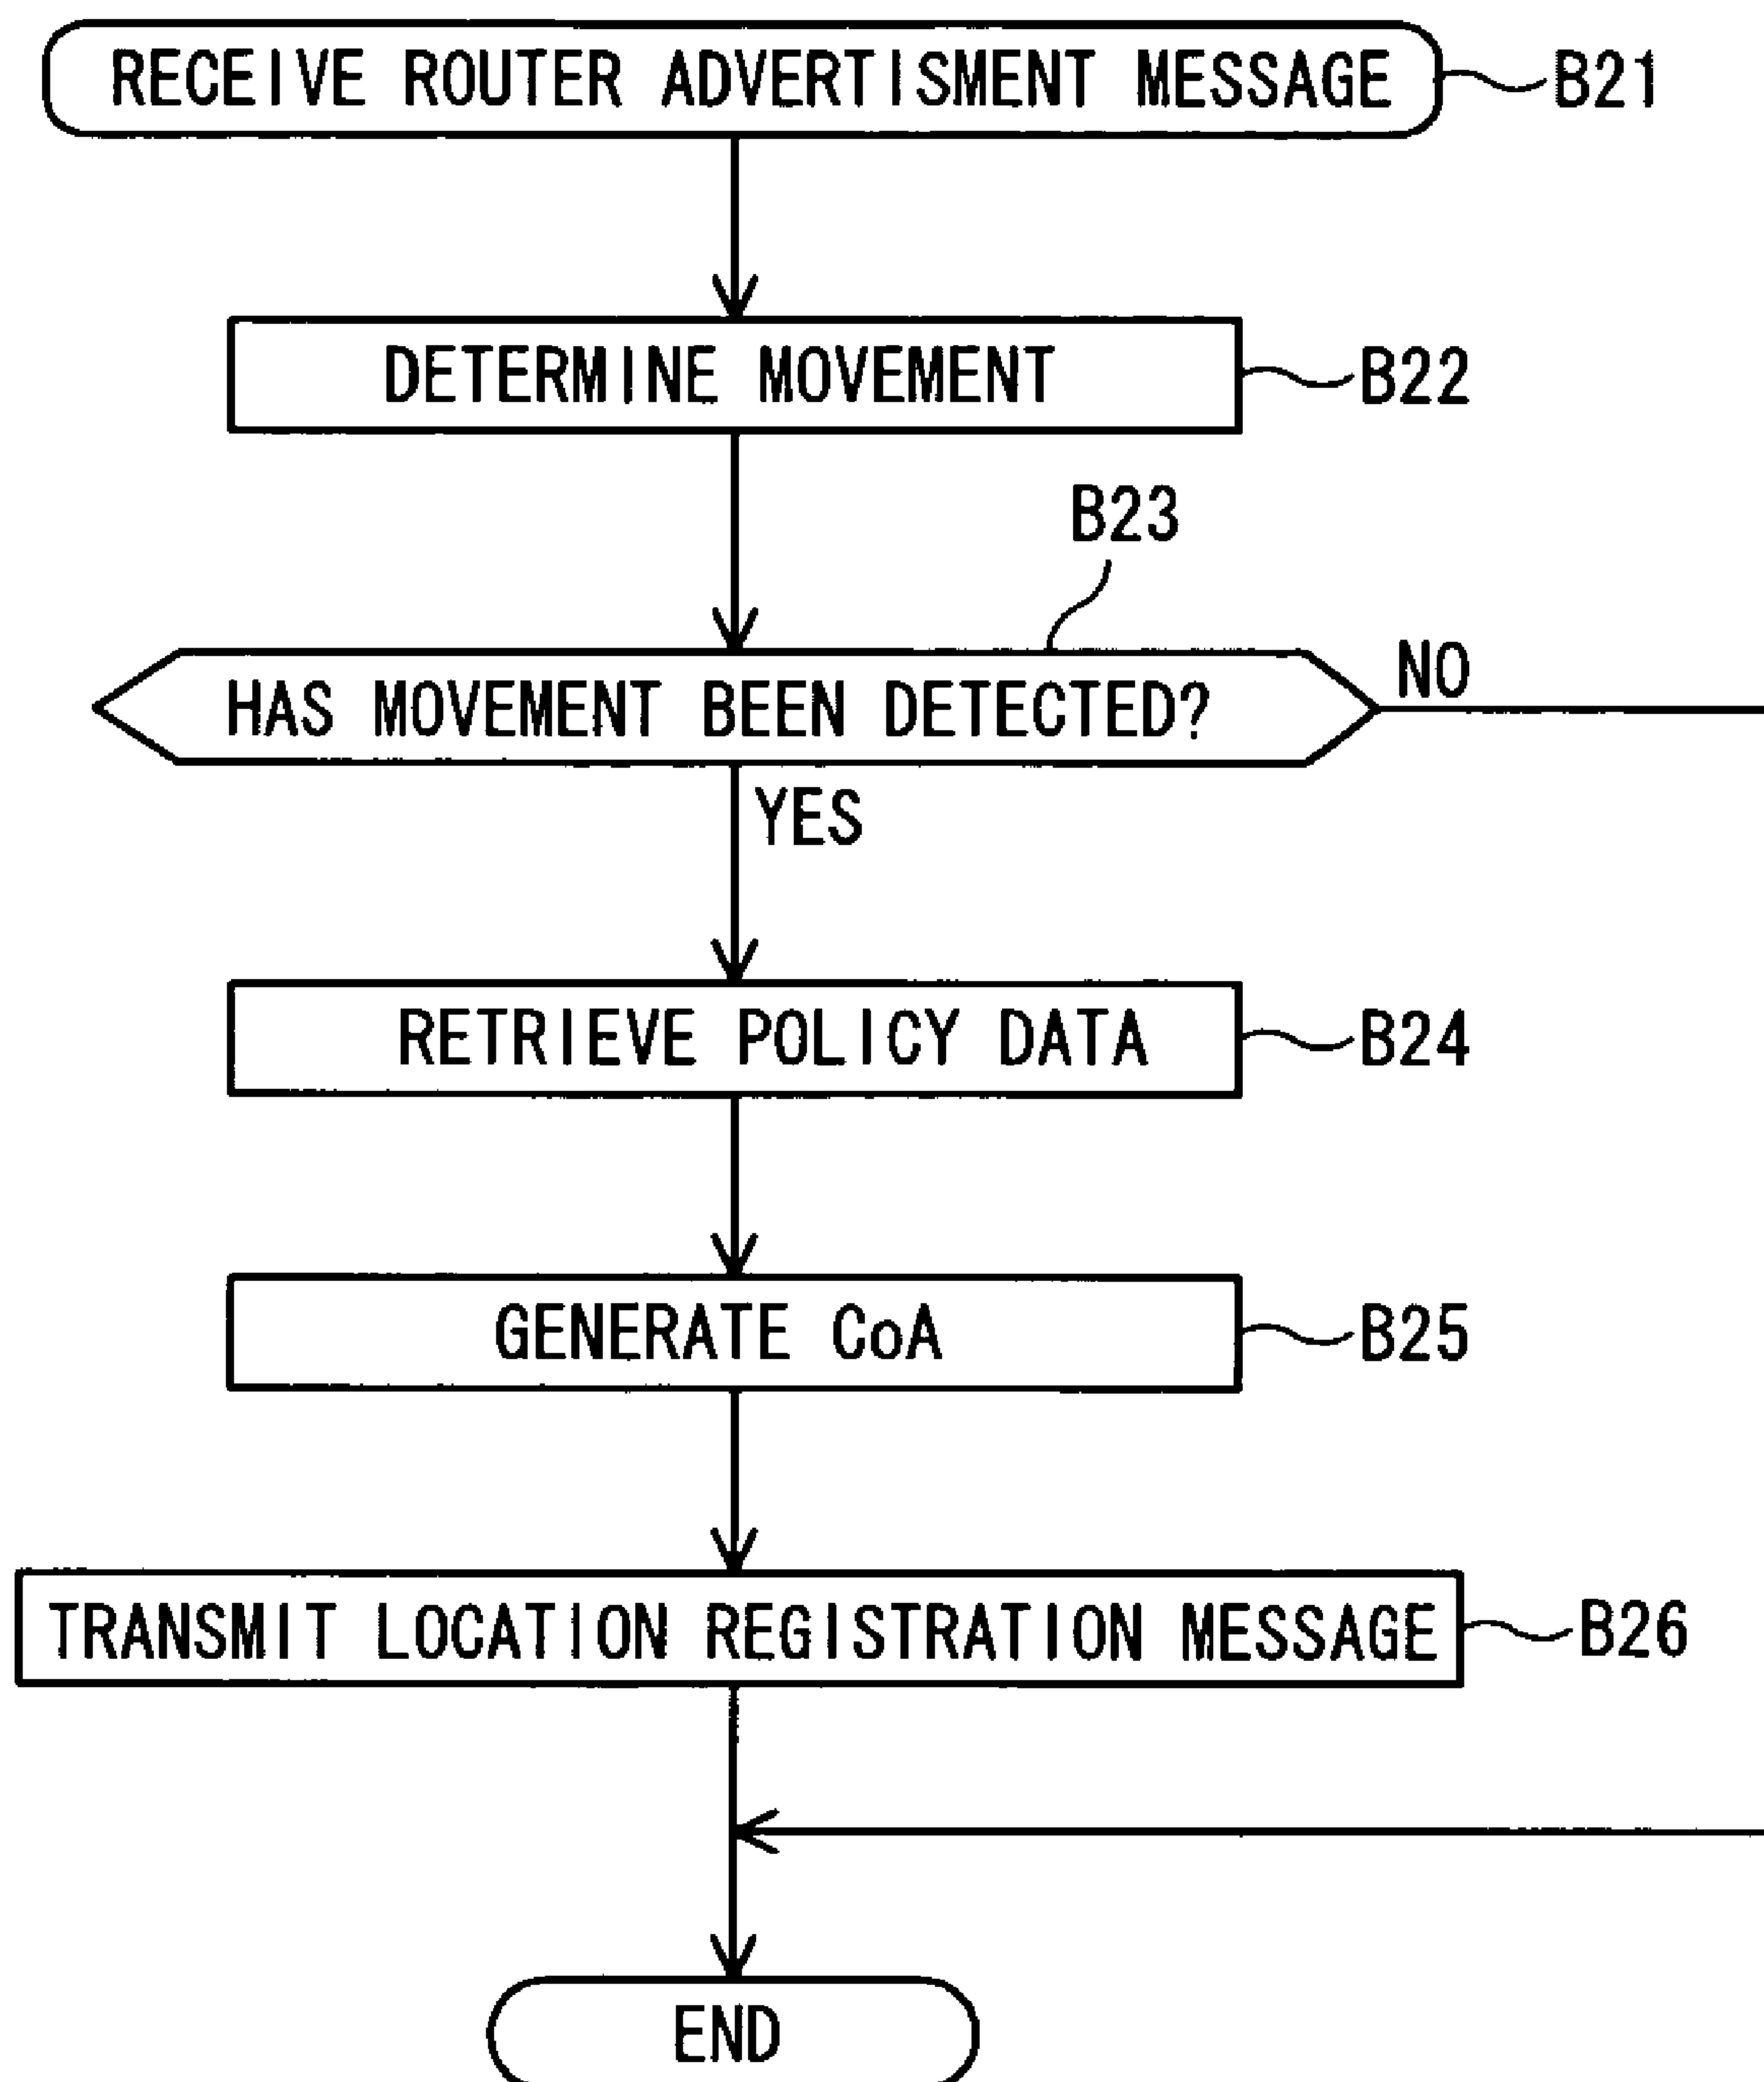 RECEIVE ROUTER ADVERTISMENT MESSAGE
B21
DETERMINE MOVEMENT
B22
B23
HAS MOVEMENT BEEN DETECTED?
NO
YES
RETRIEVE POLICY DATA
B24
GENERATE CoA
B25
TRANSMIT LOCATION REGISTRATION MESSAGE
B26
END